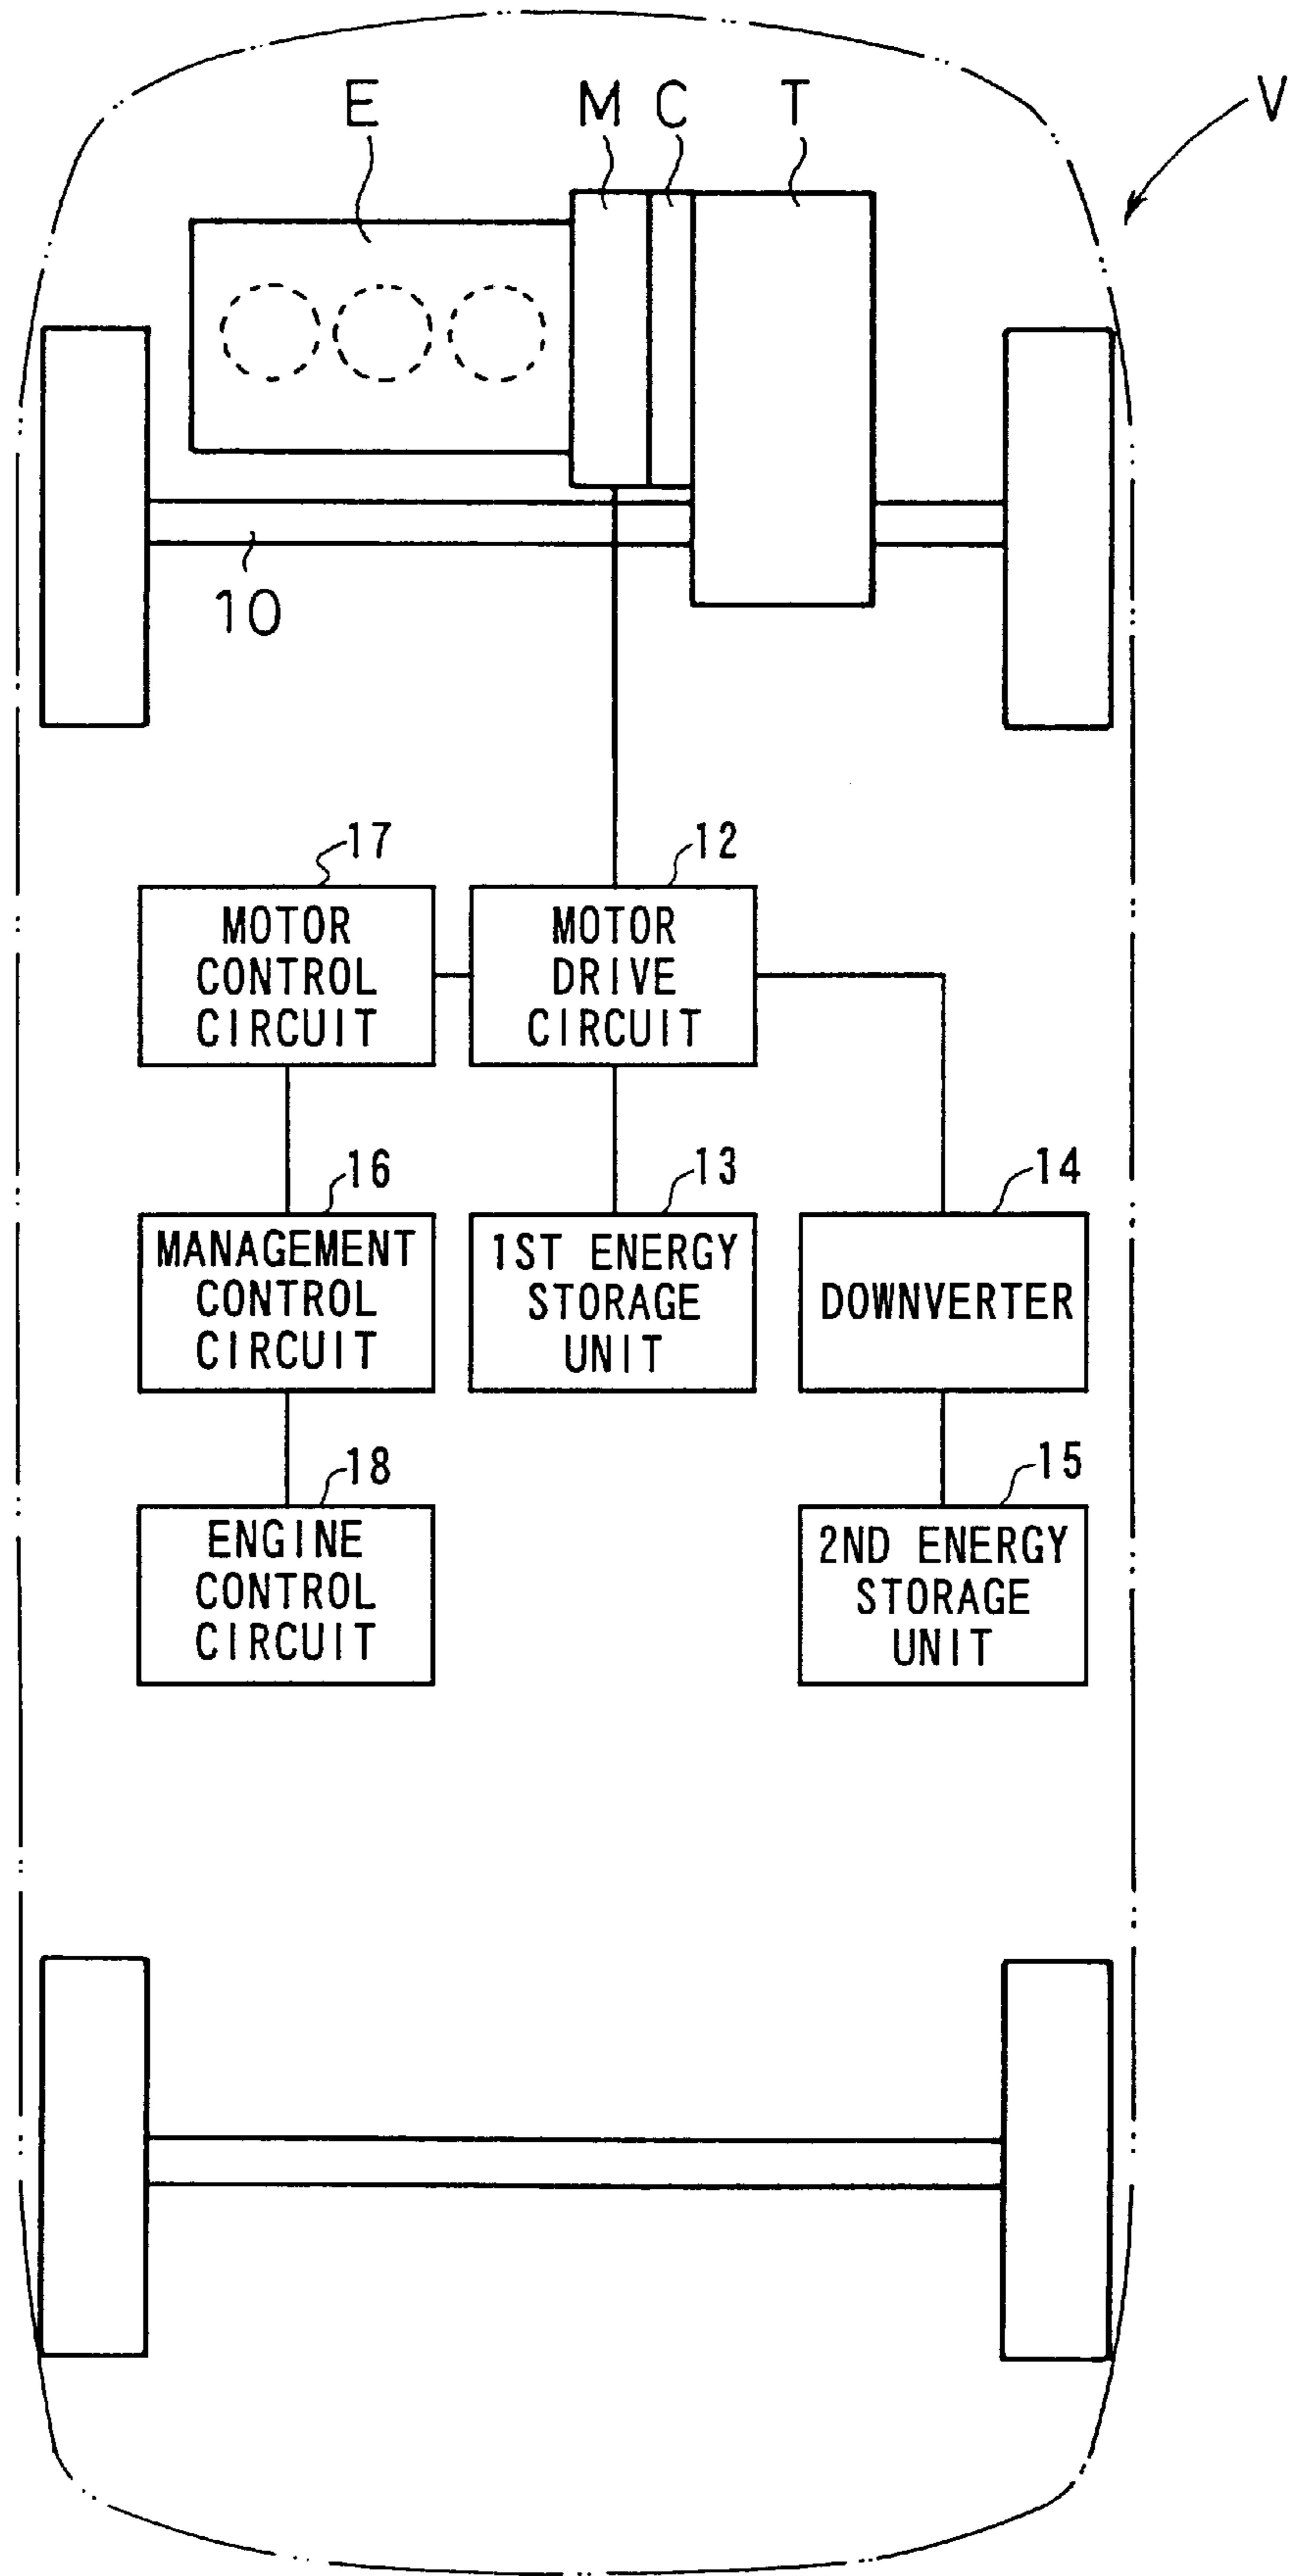 E M C T V
10
17
MOTOR
CONTROL
CIRCUIT
12
MOTOR
DRIVE
CIRCUIT
16
MANAGEMENT
CONTROL
CIRCUIT
13
1ST ENERGY
STORAGE
UNIT
14
DOWNVERTER
18
ENGINE
CONTROL
CIRCUIT
15
2ND ENERGY
STORAGE
UNIT